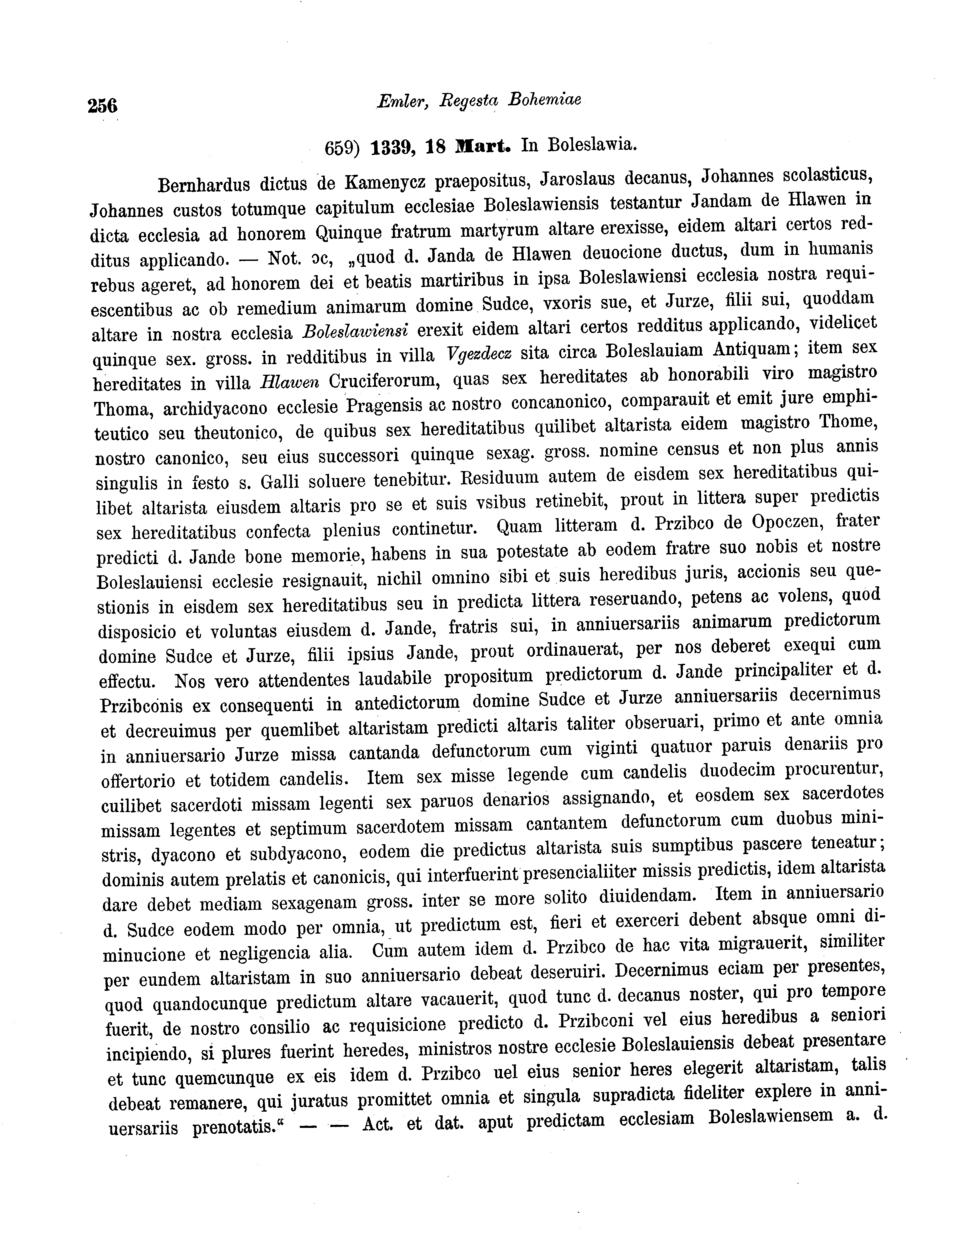 256
Emler, Regesta Bohemiae
659) 1339, 18 Mart. In Boleslawia.
Bernhardus dictus de Kamenycz praepositus, Jaroslaus decanus, Johannes scolasticus,
Johannes custos totumque capitulum ecclesiae Boleslawiensis testantur Jandam de Hlawen in
dicta ecclesia ad honorem Quinque fratrum martyrum altare erexisse, eidem altari certos red-
ditus applicando. — Not. ɔc, „quod d. Janda de Hlawen deuocione ductus, dum in humanis
rebus ageret, ad honorem dei et beatis martiribus in ipsa Boleslawiensi ecclesia nostra requi-
escentibus ac ob remedium animarum domine Sudce, vxoris sue, et Jurze, filii sui, quoddam
altare in nostra ecclesia Boleslawiensi erexit eidem altari certos redditus applicando, videlicet
quinque sex. gross. in redditibus in villa Vgezdecz sita circa Boleslauiam Antiquam; item sex
hereditates in villa Hlawen Cruciferorum, quas sex hereditates ab honorabili viro magistro
Thoma, archidyacono ecclesie Pragensis ac nostro concanonico, comparauit et emit jure emphi-
teutico seu theutonico, de quibus sex hereditatibus quilibet altarista eidem magistro Thome,
nostro canonico, seu eius successori quinque sexag. gross. nomine census et non plus annis
singulis in festo s. Galli soluere tenebitur. Residuum autem de eisdem sex hereditatibus qui-
libet altarista eiusdem altaris pro se et suis vsibus retinebit, prout in littera super predictis
sex hereditatibus confecta plenius continetur. Quam litteram d. Przibco de Opoczen, frater
predicti d. Jande bone memorie, habens in sua potestate ab eodem fratre suo nobis et nostre
Boleslauiensi ecclesie resignauit, nichil omnino sibi et suis heredibus juris, accionis seu que-
stionis in eisdem sex hereditatibus seu in predicta littera reseruando, petens ac volens, quod
disposicio et voluntas eiusdem d. Jande, fratris sui, in anniuersariis animarum predictorum
domine Sudce et Jurze, filii ipsius Jande, prout ordinauerat, per nos deberet exequi cum
effectu. Nos vero attendentes laudabile propositum predictorum d. Jande principaliter et d.
Przibconis ex consequenti in antedictorum domine Sudce et Jurze anniuersariis decernimus
et decreuimus per quemlibet altaristam predicti altaris taliter obseruari, primo et ante omnia
in anniuersario Jurze missa cantanda defunctorum cum viginti quatuor paruis denariis pro
offertorio et totidem candelis. Item sex misse legende cum candelis duodecim procurentur,
cuilibet sacerdoti missam legenti sex paruos denarios assignando, et eosdem sex sacerdotes
missam legentes et septimum sacerdotem missam cantantem defunctorum cum duobus mini-
stris, dyacono et subdyacono, eodem die predictus altarista suis sumptibus pascere teneatur;
dominis autem prelatis et canonicis, qui interfuerint presencialiiter missis predictis, idem altarista
dare debet mediam sexagenam gross. inter se more solito diuidendam. Item in anniuersario
d. Sudce eodem modo per omnia, ut predictum est, fieri et exerceri debent absque omni di-
minucione et negligencia alia. Cum autem idem d. Przibco de hac vita migrauerit, similiter
per eundem altaristam in suo anniuersario debeat deseruiri. Decernimus eciam per presentes,
quod quandocunque predictum altare vacauerit, quod tunc d. decanus noster, qui pro tempore
fuerit, de nostro consilio ac requisicione predicto d. Przibconi vel eius heredibus a seniori
incipiendo, si plures fuerint heredes, ministros nostre ecclesie Boleslauiensis debeat presentare
et tunc quemcunque ex eis idem d. Przibco uel eius senior heres elegerit altaristam, talis
debeat remanere, qui juratus promittet omnia et singula supradicta fideliter explere in anni-
uersariis prenotatis.“ — — Act. et dat. aput predictam ecclesiam Boleslawiensem a. d.